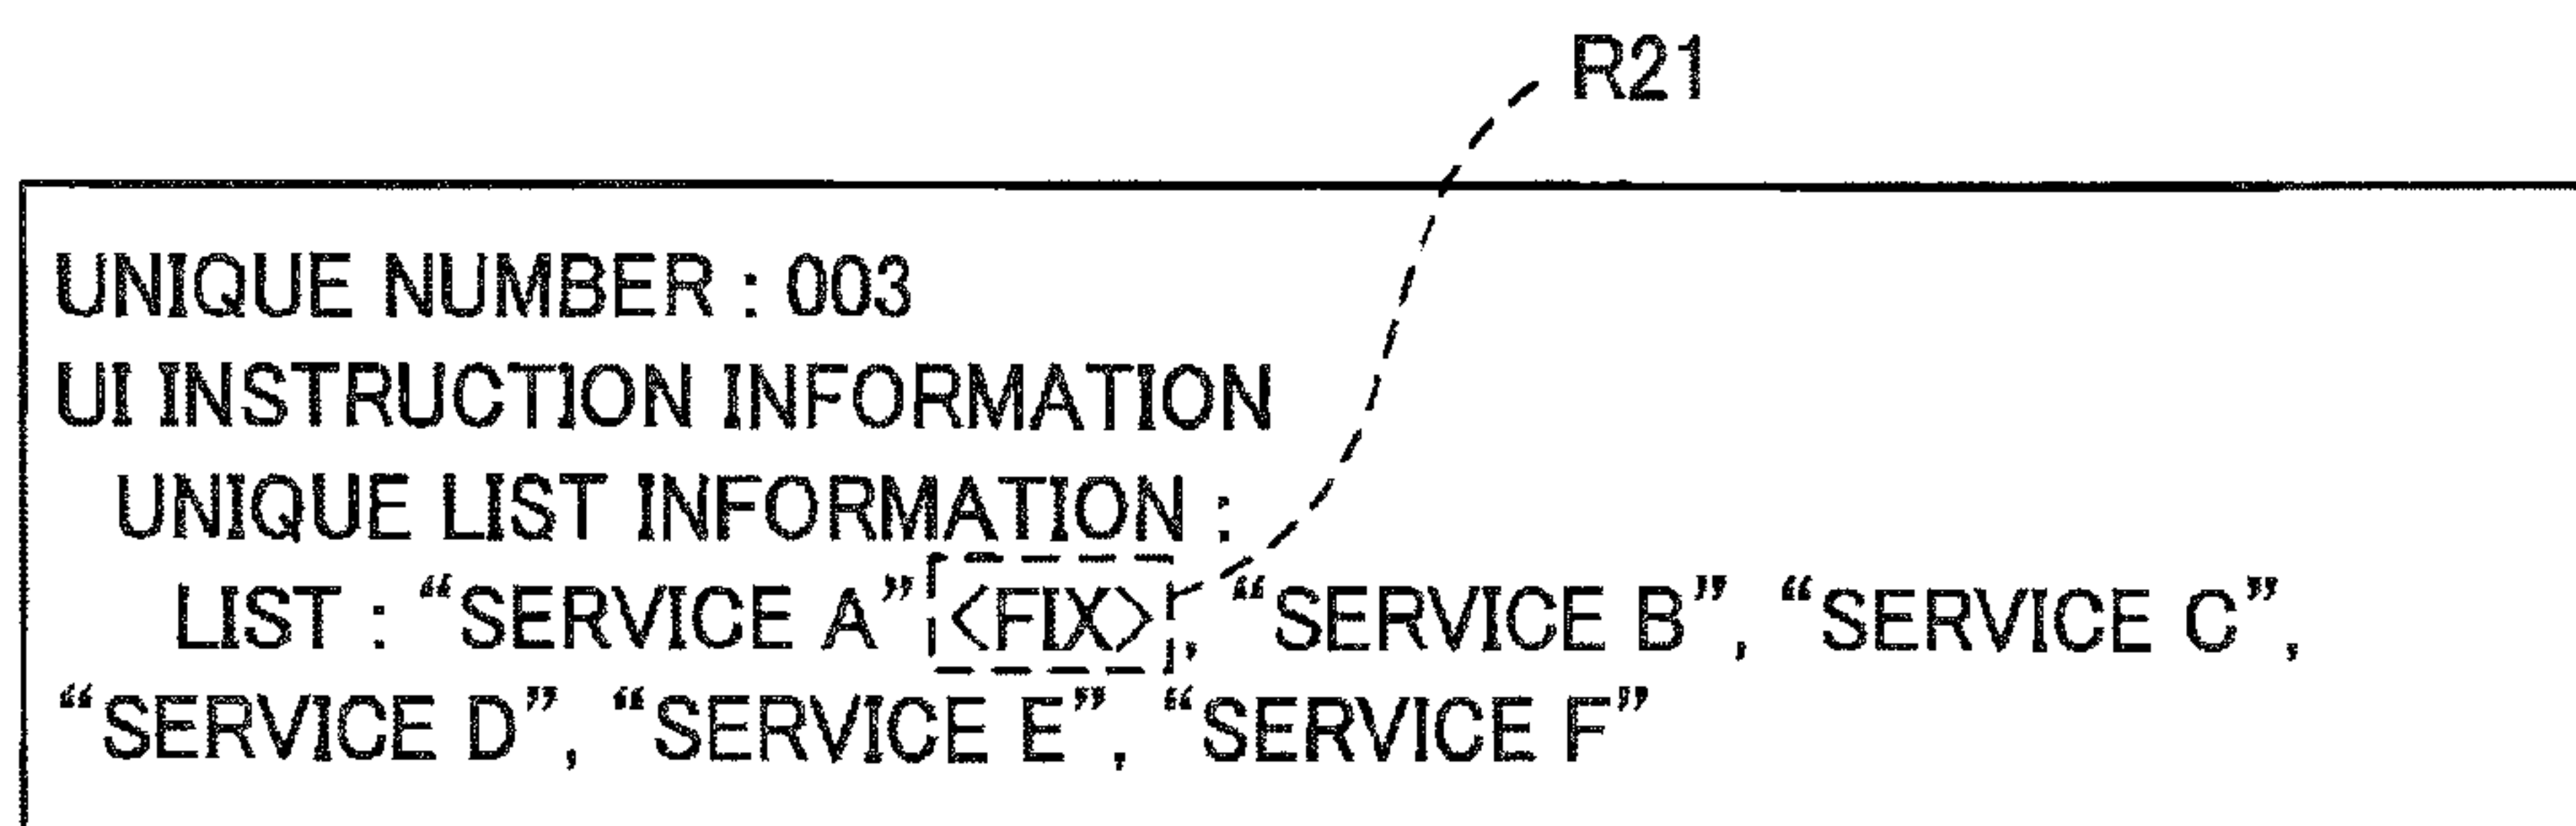 R21
UNIQUE NUMBER : 003
UI INSTRUCTION INFORMATION
UNIQUE LIST INFORMATION :
LIST : “SERVICE A” <FIX>, “SERVICE B”, “SERVICE C”,
“SERVICE D”, “SERVICE E”, “SERVICE F”